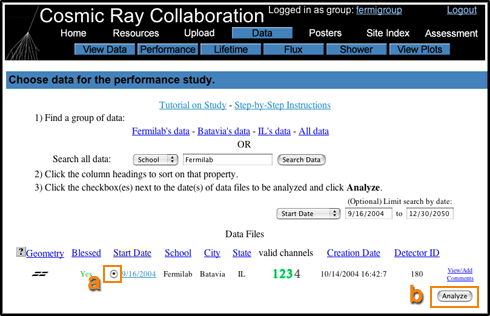 Cosmic Ray Collaboration Logged in as group: fermigroup Logout
Home Resources Upload Data Posters Site Index Assessment
View Data Performance Lifetime Flux Shower View Plots
Choose data for the performance study.
Tutorial on Study - Step-by-Step Instructions
1) Find a group of data:
Fermilab's data - Batavia's data - IL's data - All data
OR
Search all data: School Fermilab Search Data
2) Click the column headings to sort on that property.
3) Click the checkbox(es) next to the date(s) of data files to be analyzed and click Analyze.
(Optional) Limit search by date:
Start Date 9/16/2004 to 12/30/2050
Data Files
? Geometry Blessed Start Date School City State valid channels Creation Date Detector ID
Yes 9/16/2004 Fermilab Batavia IL 1234 10/14/2004 16:42:7 180 View/Add
Comments
a
b Analyze